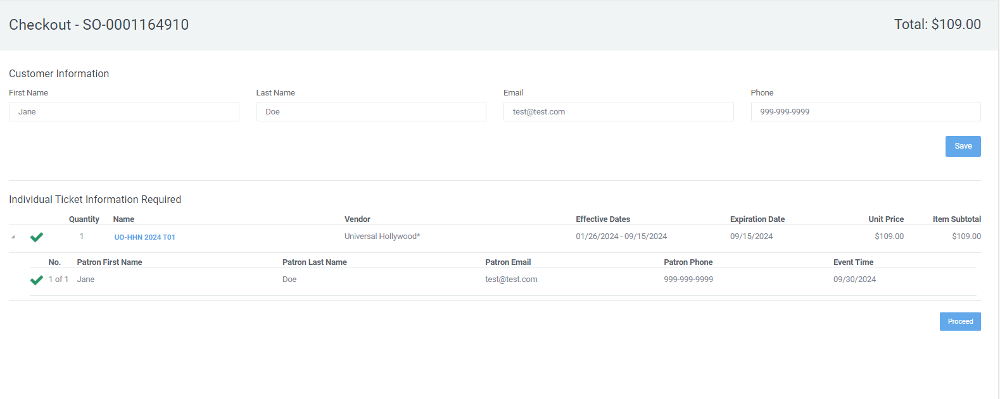 Checkout - SO-0001164910 Total: $109.00
Customer Information
First Name Last Name Email Phone
Jane Doe test@test.com 999-999-9999
Save
Individual Ticket Information Required
Quantity Name Vendor Effective Dates Expiration Date Unit Price Item Subtotal
1 UO-HHN 2024 T01 Universal Hollywood* 01/26/2024 - 09/15/2024 09/15/2024 $109.00 $109.00
No. Patron First Name Patron Last Name Patron Email Patron Phone Event Time
1 of 1 Jane Doe test@test.com 999-999-9999 09/30/2024
Proceed